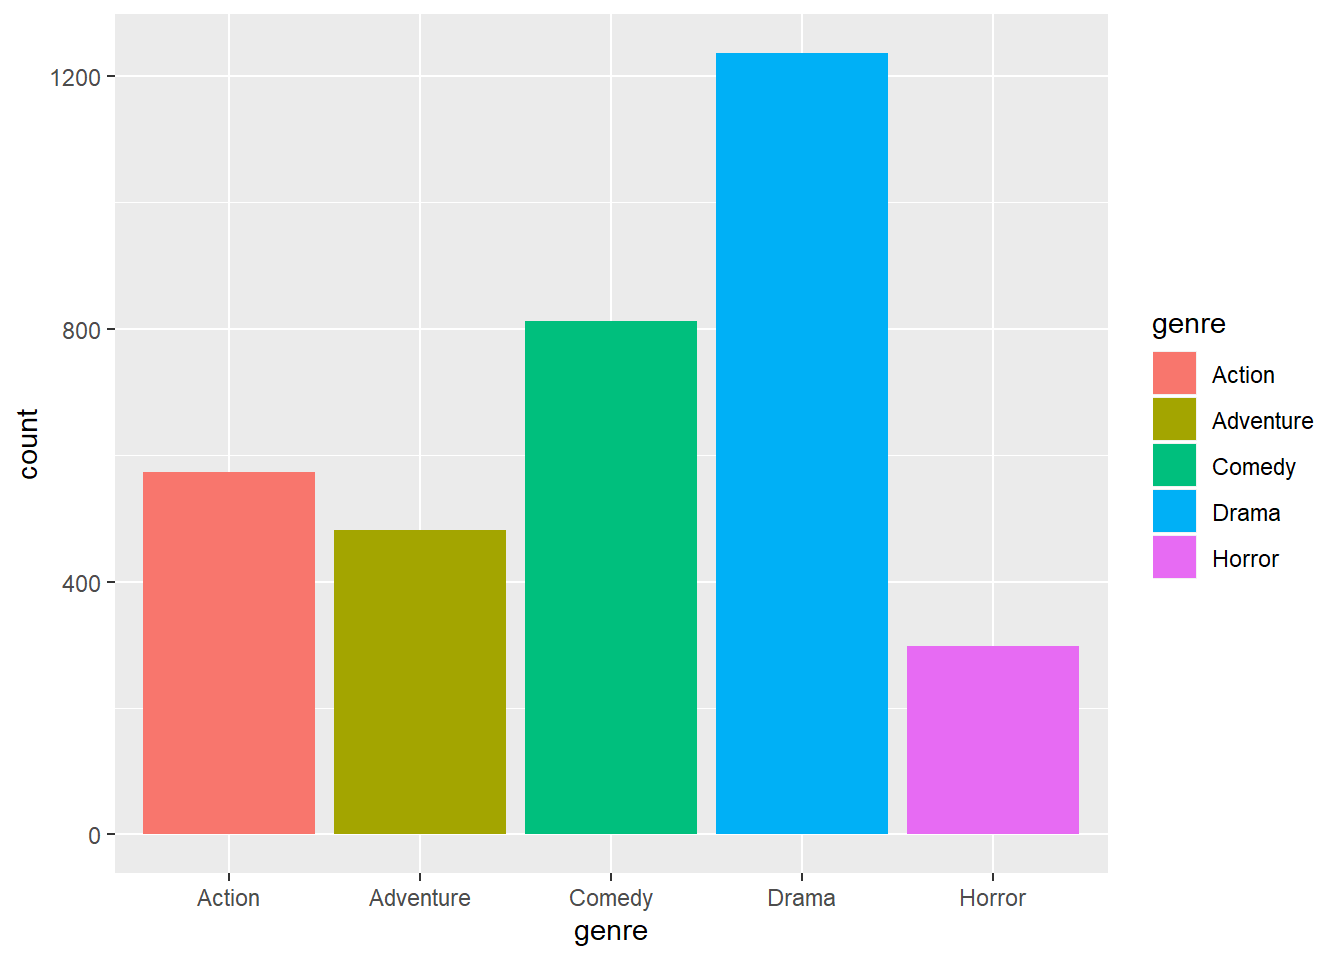 1200
800
400
0
count
Action
Adventure
Comedy
Drama
Horror
genre
genre
Action
Adventure
Comedy
Drama
Horror